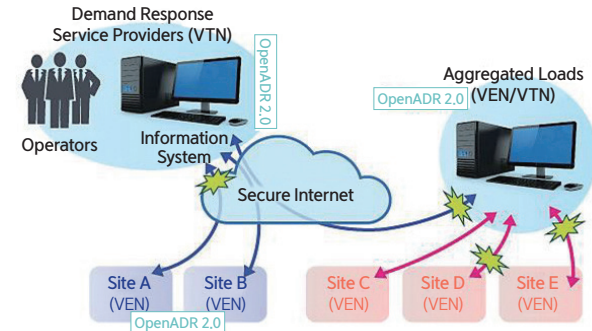 Demand Response
Service Providers (VTN)
OpenADR 2,0
Operators
Information
System
Aggregated Loads
OpenADR 2,0
(VEN/VTN)
Secure Internet
Site A
(VEN)
Site B
(VEN)
OpenADR 2,0
Site C
(VEN)
Site D
(VEN)
Site E
(VEN)